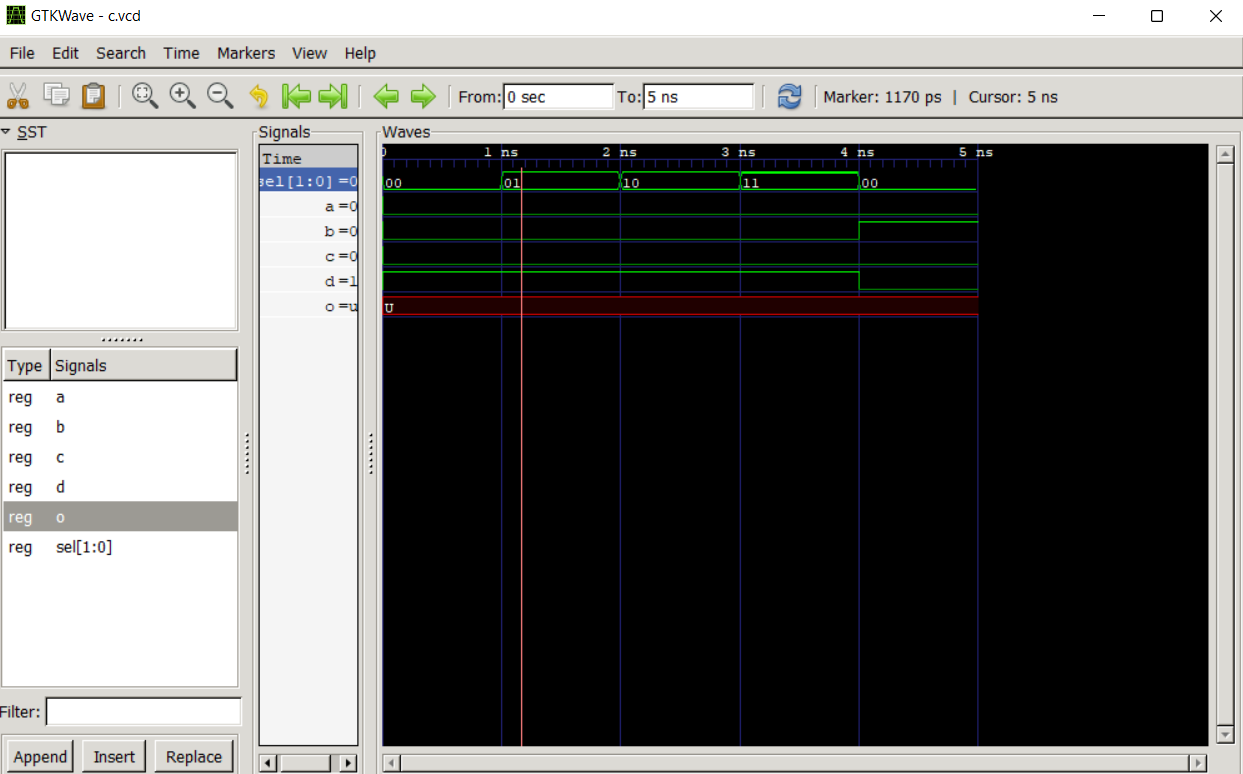 GTKWave - c.vcd
File Edit Search Time Markers View Help
From: 0 sec To: 5 ns Marker: 1170 ps | Cursor: 5 ns
SST
Type Signals
reg a
reg b
reg c
reg d
reg o
reg sel[1:0]
Filter:
Append Insert Replace
Signals
Time
sel[1:0] =0
a =0
b =0
c =0
d =1
o =u
Waves
0 1 ns 2 ns 3 ns 4 ns 5 ns
00 01 10 11 00
U